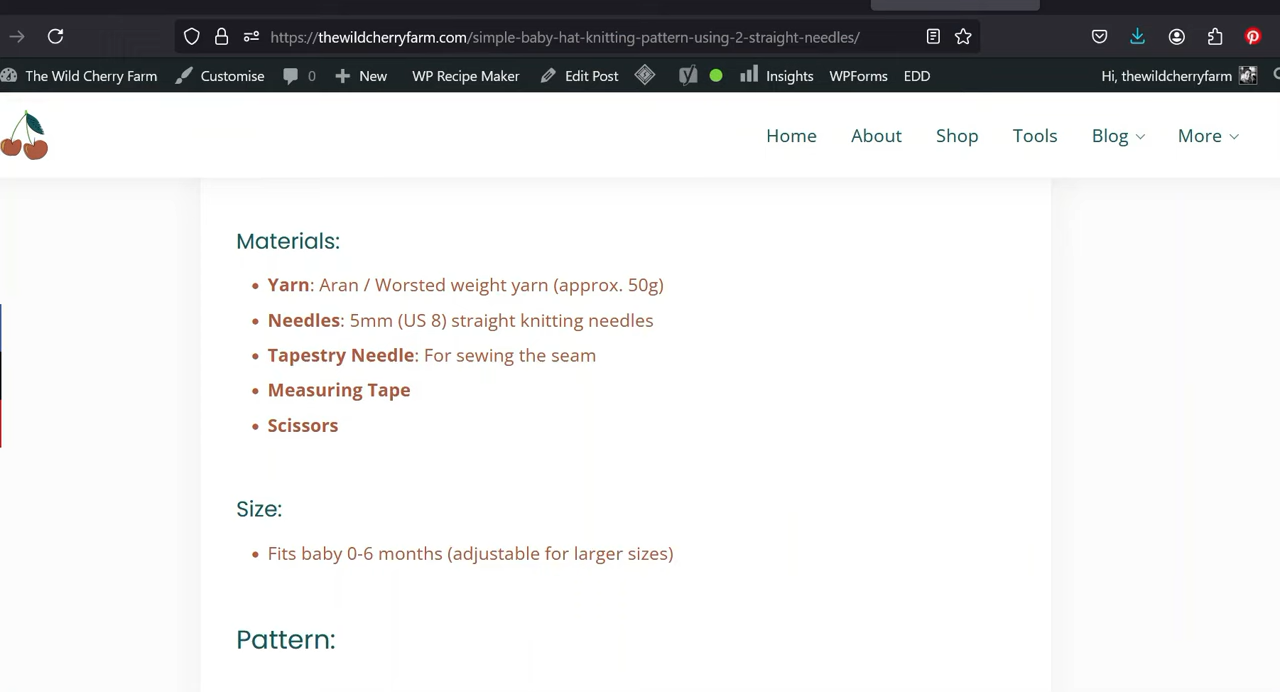 https://thewildcherryfarm.com/simple-baby-hat-knitting-pattern-using-2-straight-needles/
The Wild Cherry Farm Customise 0 New WP Recipe Maker Edit Post Insights WPForms EDD Hi, thewildcherryfarm
Home About Shop Tools Blog More
Materials:
• Yarn: Aran / Worsted weight yarn (approx. 50g)
• Needles: 5mm (US 8) straight knitting needles
• Tapestry Needle: For sewing the seam
• Measuring Tape
• Scissors
Size:
• Fits baby 0-6 months (adjustable for larger sizes)
Pattern: